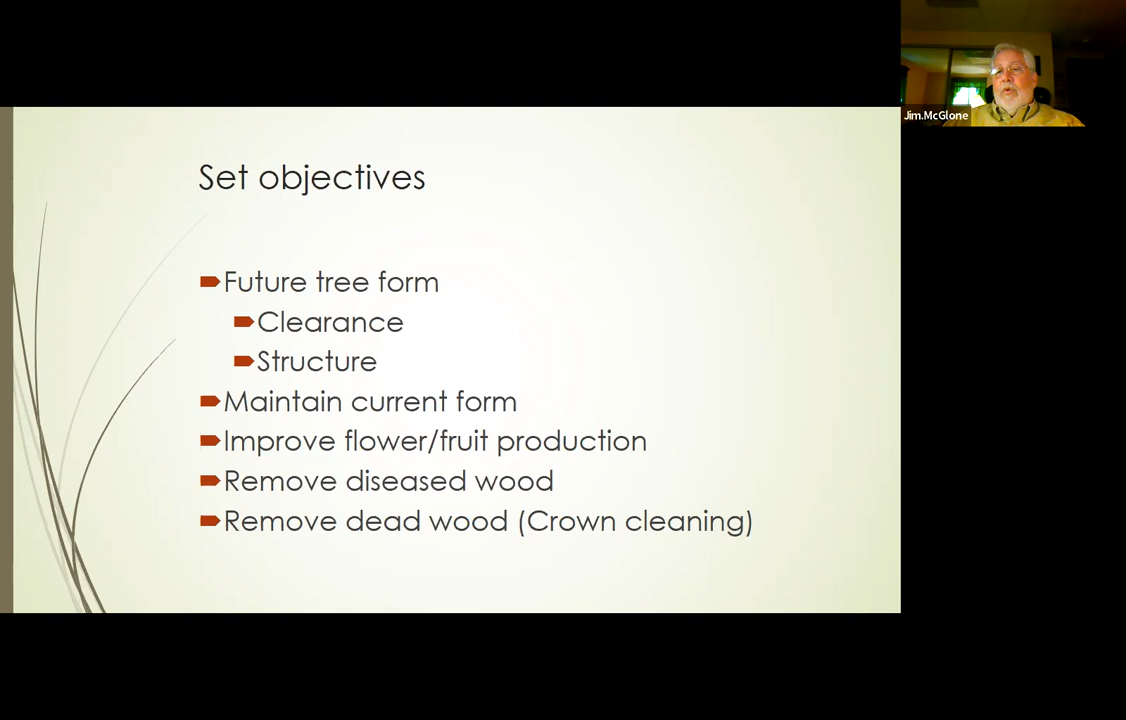 Jim.McGlone
Set objectives
Future tree form
Clearance
Structure
Maintain current form
Improve flower/fruit production
Remove diseased wood
Remove dead wood (Crown cleaning)